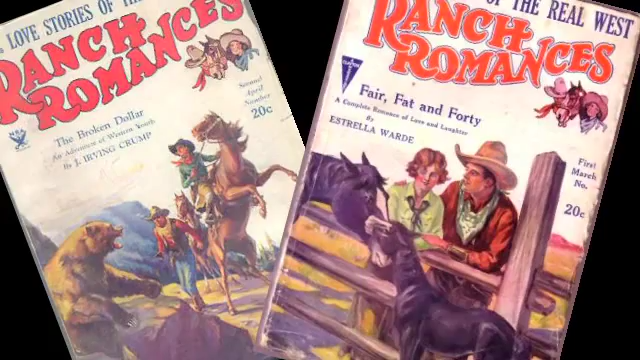 LOVE STORIES OF THE
RANCH
ROMANCES
Second
April
Number
20c
The Broken Dollar
An Adventure of Western Youth
By J. IRVING CRUMP
OF THE REAL WEST
RANCH
ROMANCES
CLAYTON
Fair, Fat and Forty
A Complete Romance of Love and Laughter
By
ESTRELLA WARDE
First
March
No.
20c